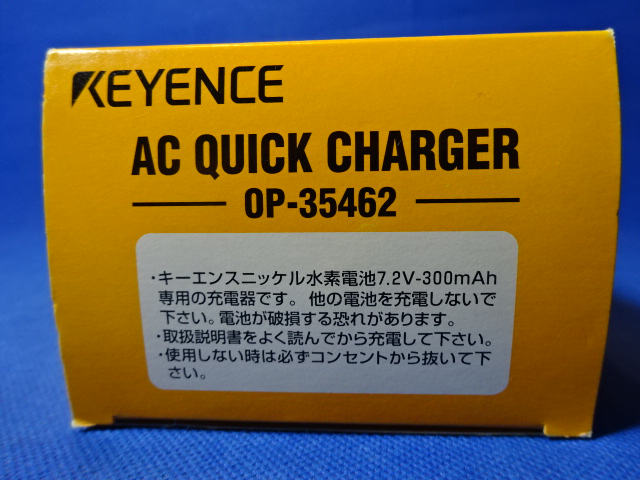 KEYENCE
AC QUICK CHARGER
OP-35462
・キーエンスニッケル水素電池7.2V-300mAh
専用の充電器です。他の電池を充電しないで
下さい。電池が破損する恐れがあります。
・取扱説明書をよく読んでから充電して下さい。
・使用しない時は必ずコンセントから抜いて下
さい。